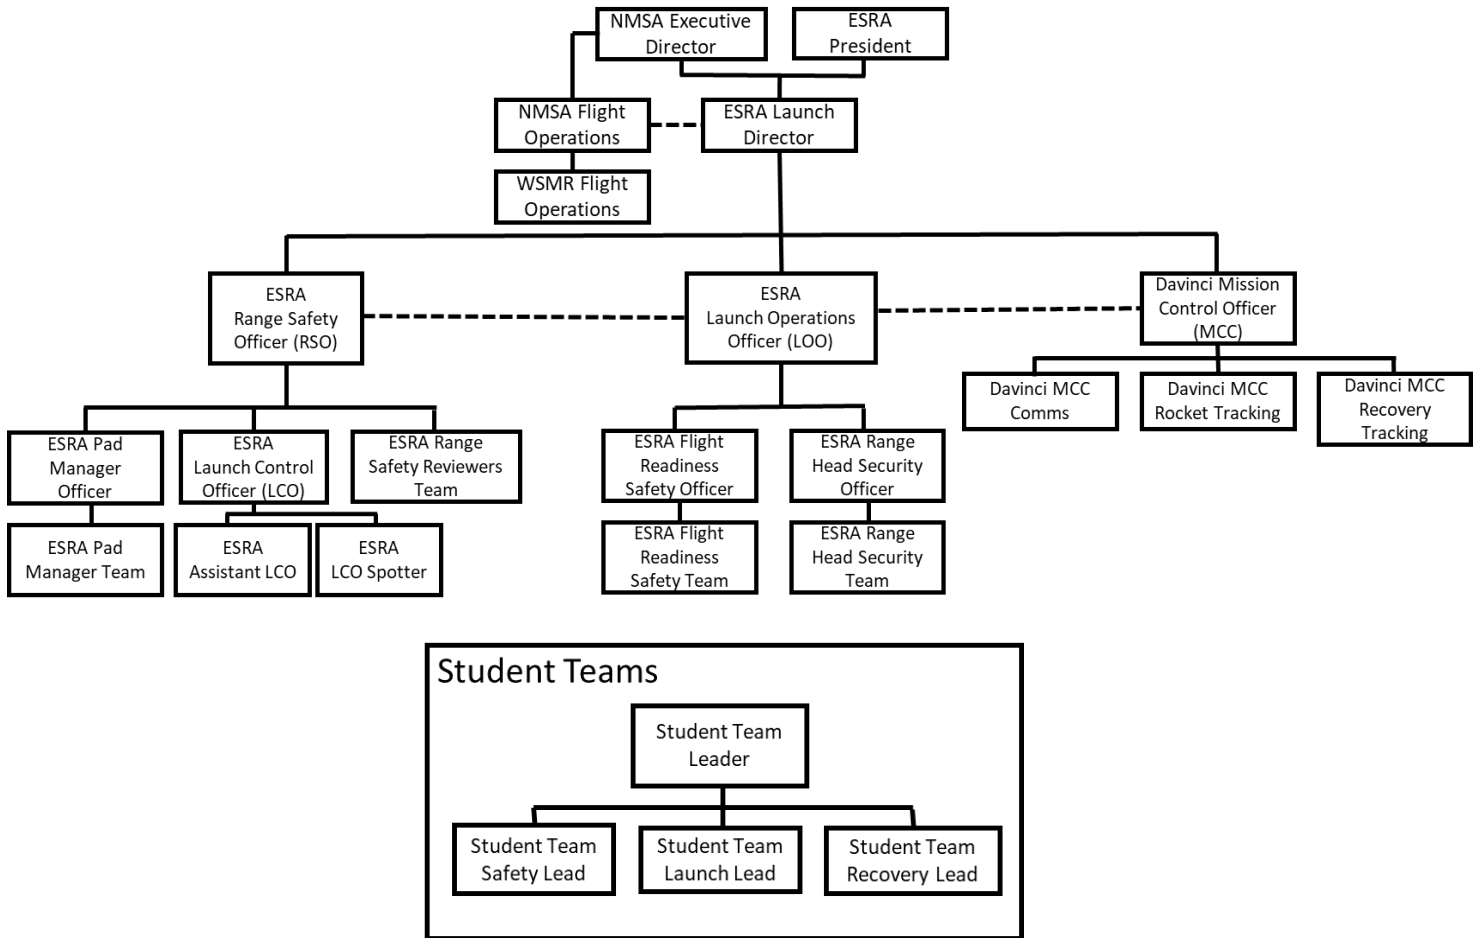 NMSA Executive
Director
ESRA
President
NMSA Flight
Operations
ESRA Launch
Director
WSMR Flight
Operations
ESRA
Range Safety
Officer (RSO)
ESRA
Launch Operations
Officer (LOO)
Davinci Mission
Control Officer
(MCC)
Davinci MCC
Comms
Davinci MCC
Rocket Tracking
Davinci MCC
Recovery
Tracking
ESRA Pad
Manager
Officer
ESRA
Launch Control
Officer (LCO)
ESRA Range
Safety Reviewers
Team
ESRA Flight
Readiness
Safety Officer
ESRA Range
Head Security
Officer
ESRA Pad
Manager Team
ESRA
Assistant LCO
ESRA
LCO Spotter
ESRA Flight
Readiness
Safety Team
ESRA Range
Head Security
Team
Student Teams
Student Team
Leader
Student Team
Safety Lead
Student Team
Launch Lead
Student Team
Recovery Lead